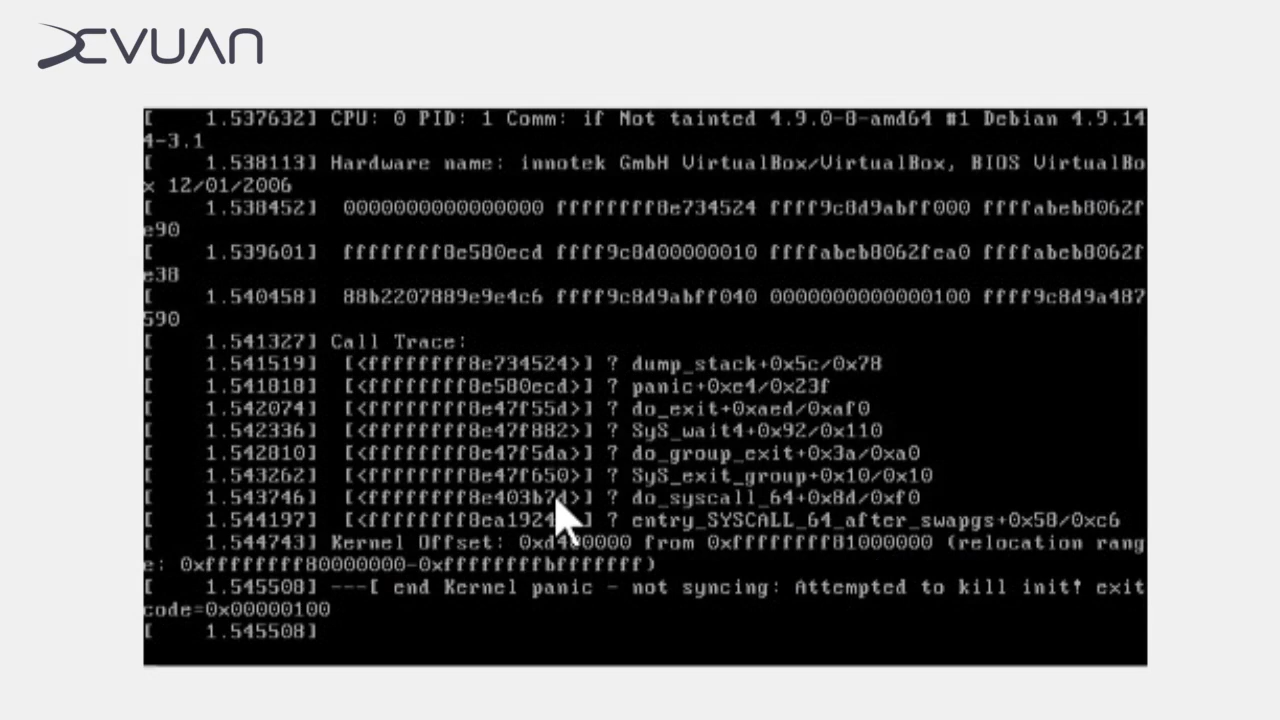 DEVUAN
[    1.537632] CPU: 0 PID: 1 Comm: if Not tainted 4.9.0-8-amd64 #1 Debian 4.9.14
4-3.1
[    1.538113] Hardware name: innotek GmbH VirtualBox/VirtualBox, BIOS VirtualBo
x 12/01/2006
[    1.538452]  0000000000000000 ffffffff8e734524 ffff9c8d9abff000 ffffabeb8062f
e90
[    1.539601]  ffffffff8e580ecd ffff9c8d00000010 ffffabeb8062fea0 ffffabeb8062f
e38
[    1.540458]  88b2207889e9e4c6 ffff9c8d9abff040 0000000000000100 ffff9c8d9a487
590
[    1.541327] Call Trace:
[    1.541519]  [<ffffffff8e734524>] ? dump_stack+0x5c/0x78
[    1.541818]  [<ffffffff8e580ecd>] ? panic+0xe4/0x23f
[    1.542074]  [<ffffffff8e47f55d>] ? do_exit+0xaed/0xaf0
[    1.542336]  [<ffffffff8e47f882>] ? SyS_wait4+0x92/0x110
[    1.542810]  [<ffffffff8e47f5da>] ? do_group_exit+0x3a/0xa0
[    1.543262]  [<ffffffff8e47f650>] ? SyS_exit_group+0x10/0x10
[    1.543746]  [<ffffffff8e403b7d>] ? do_syscall_64+0x8d/0xf0
[    1.544197]  [<ffffffff8ea1924 >] ? entry_SYSCALL_64_after_swapgs+0x58/0xc6
[    1.544743] Kernel Offset: 0xd400000 from 0xffffffff81000000 (relocation rang
e: 0xffffffff80000000-0xffffffffbfffffff)
[    1.545508] ---[ end Kernel panic - not syncing: Attempted to kill init! exit
code=0x00000100
[    1.545508]